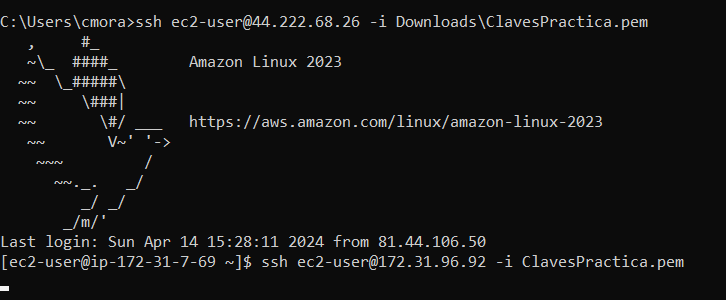 C:\Users\cmora>ssh ec2-user@44.222.68.26 -i Downloads\ClavesPractica.pem
   ,     #_
   ~\_  ####_        Amazon Linux 2023
  ~~  \_#####\
  ~~     \###|
  ~~       \#/ ___   https://aws.amazon.com/linux/amazon-linux-2023
   ~~       V~' '->
    ~~~         /
      ~~._.   _/
         _/ _/
       _/m/'
Last login: Sun Apr 14 15:28:11 2024 from 81.44.106.50
[ec2-user@ip-172-31-7-69 ~]$ ssh ec2-user@172.31.96.92 -i ClavesPractica.pem